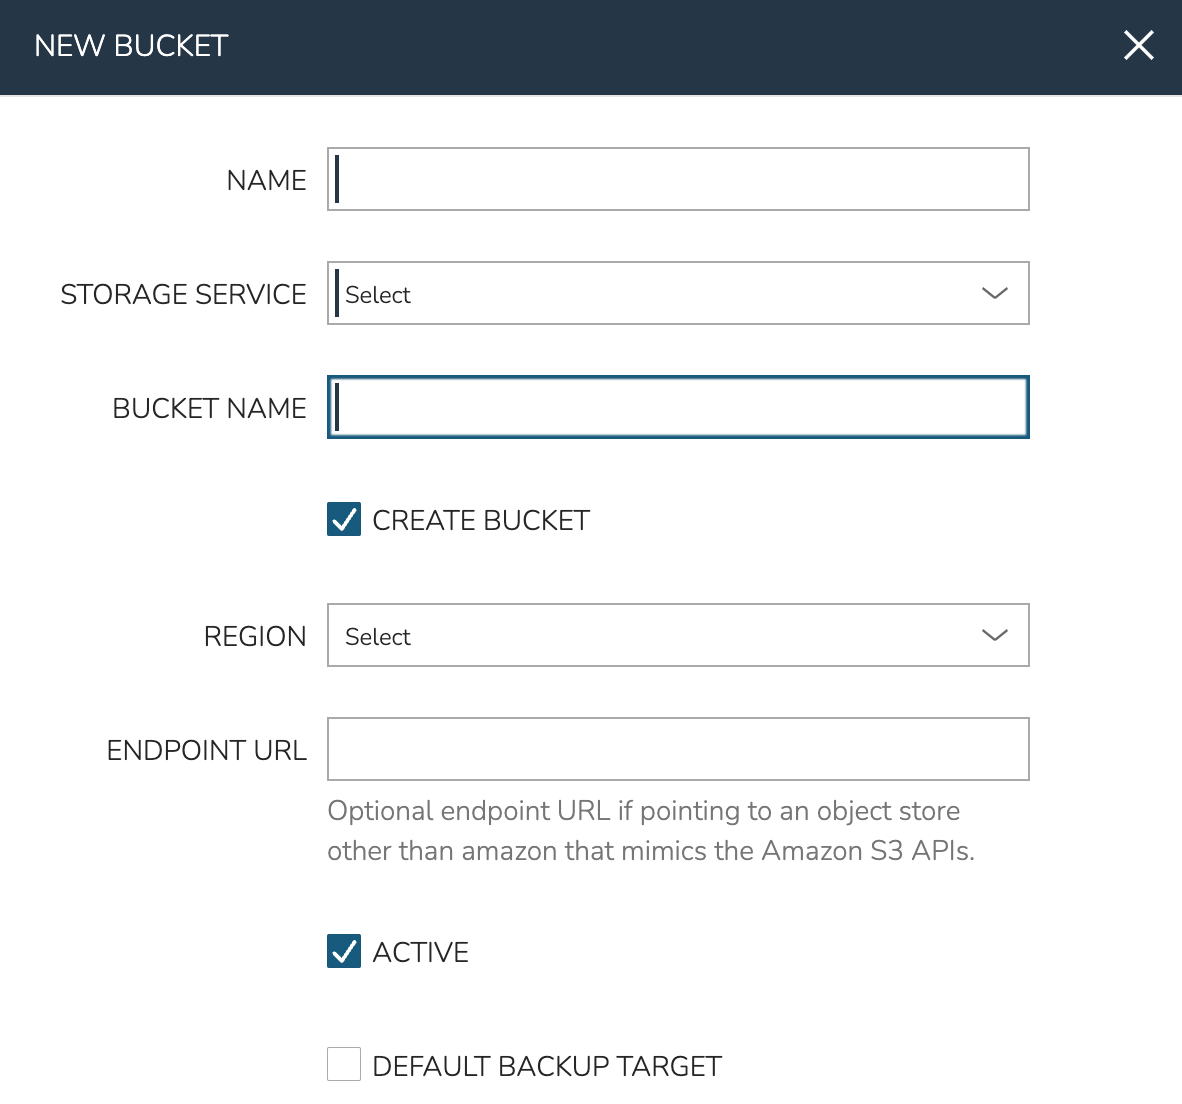 NEW BUCKET
NAME
STORAGE SERVICE
Select
BUCKET NAME
CREATE BUCKET
REGION
Select
ENDPOINT URL
Optional endpoint URL if pointing to an object store
other than amazon that mimics the Amazon S3 APIs.
ACTIVE
DEFAULT BACKUP TARGET